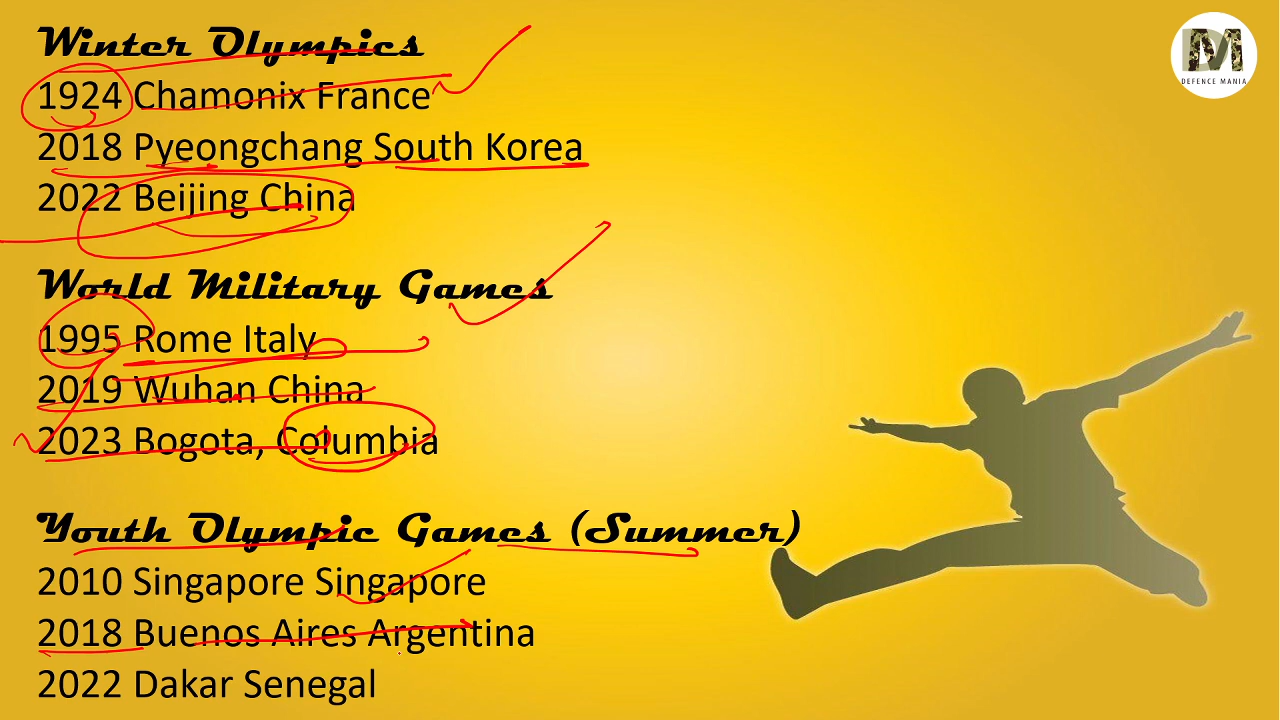 Winter Olympics
1924 Chamonix France
2018 Pyeongchang South Korea
2022 Beijing China
World Military Games
1995 Rome Italy
2019 Wuhan China
2023 Bogota, Columbia
Youth Olympic Games (Summer)
2010 Singapore Singapore
2018 Buenos Aires Argentina
2022 Dakar Senegal
DM
DEFENCE MANIA